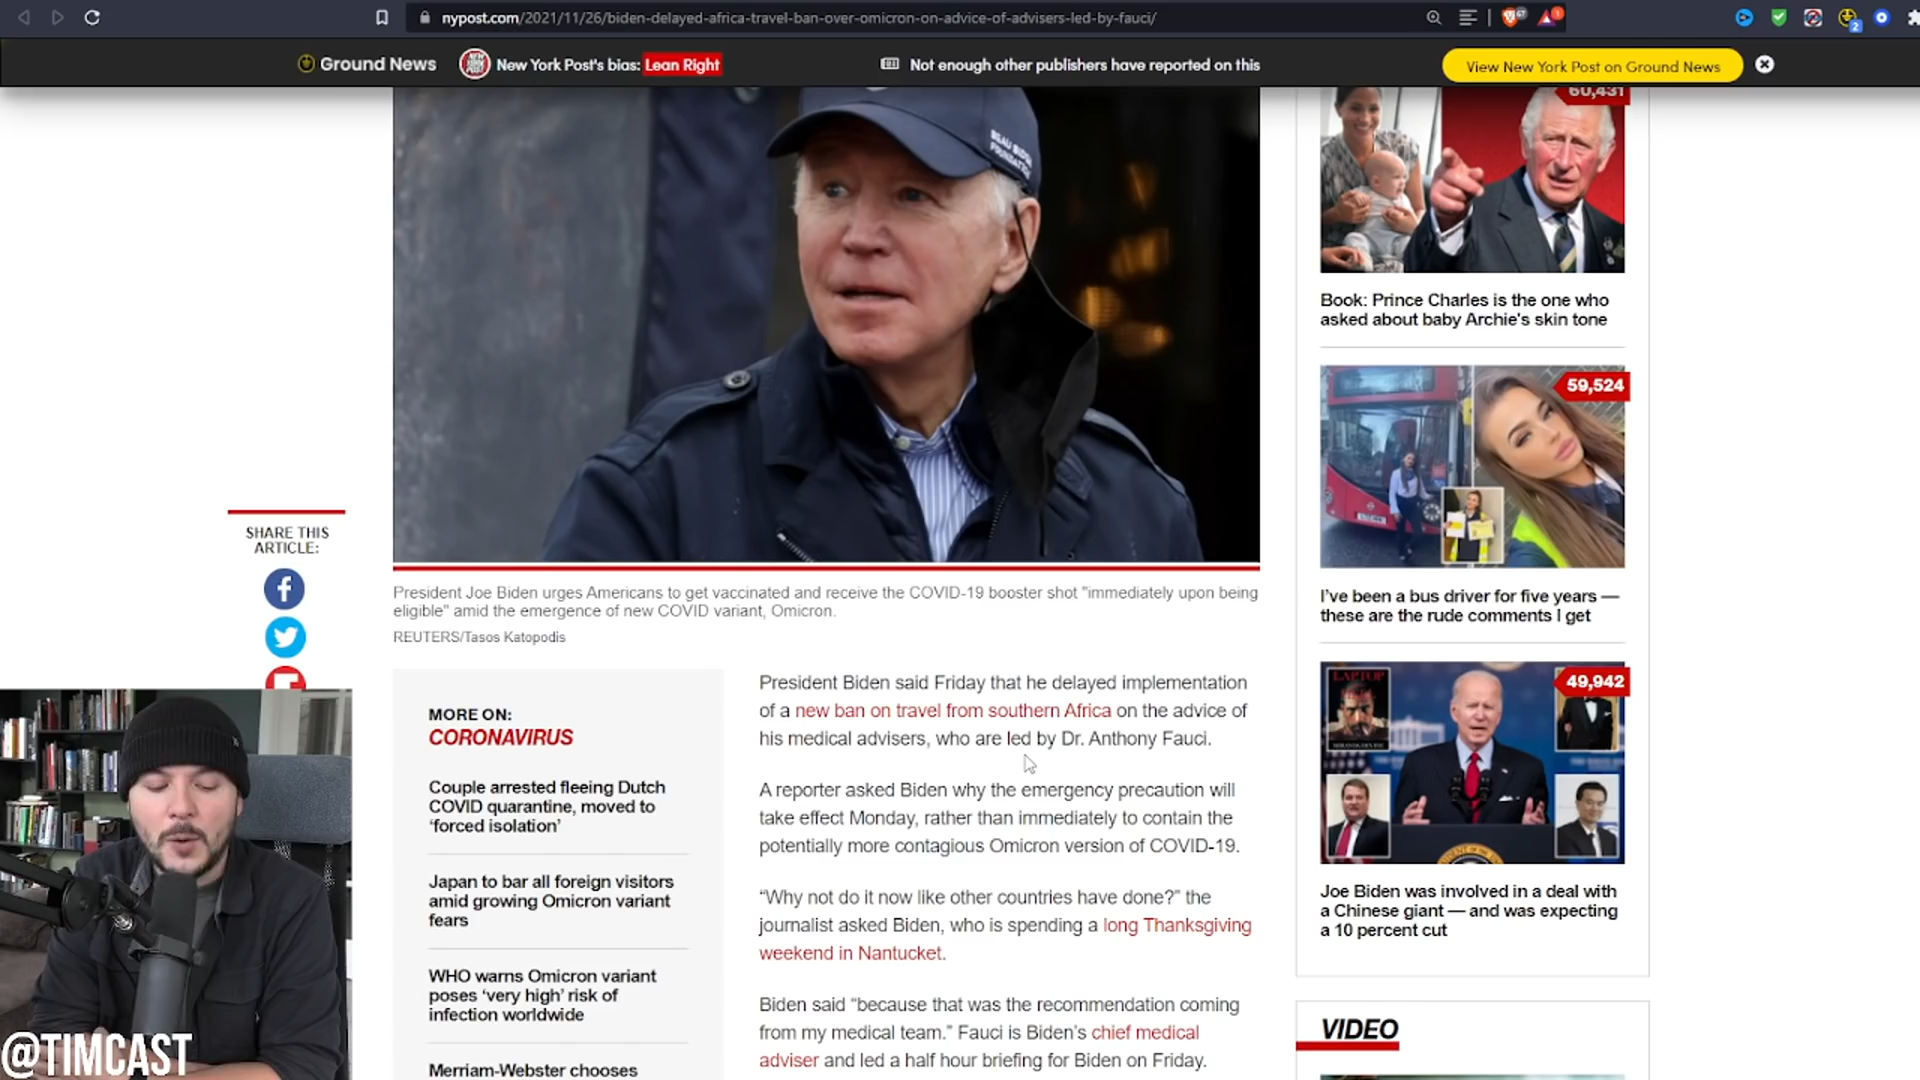 nypost.com/2021/11/26/biden-delayed-africa-travel-ban-over-omicron-on-advice-of-advisers-led-by-fauci/
Ground News
New York Post's bias: Lean Right
Not enough other publishers have reported on this
View New York Post on Ground News
BEAU BIDEN
FOUNDATION
SHARE THIS
ARTICLE:
President Joe Biden urges Americans to get vaccinated and receive the COVID-19 booster shot "immediately upon being
eligible" amid the emergence of new COVID variant, Omicron.
REUTERS/Tasos Katopodis
MORE ON:
CORONAVIRUS
Couple arrested fleeing Dutch
COVID quarantine, moved to
‘forced isolation’
Japan to bar all foreign visitors
amid growing Omicron variant
fears
WHO warns Omicron variant
poses ‘very high’ risk of
infection worldwide
Merriam-Webster chooses
President Biden said Friday that he delayed implementation
of a new ban on travel from southern Africa on the advice of
his medical advisers, who are led by Dr. Anthony Fauci.
A reporter asked Biden why the emergency precaution will
take effect Monday, rather than immediately to contain the
potentially more contagious Omicron version of COVID-19.
“Why not do it now like other countries have done?” the
journalist asked Biden, who is spending a long Thanksgiving
weekend in Nantucket.
Biden said “because that was the recommendation coming
from my medical team.” Fauci is Biden’s chief medical
adviser and led a half hour briefing for Biden on Friday.
60,431
Book: Prince Charles is the one who
asked about baby Archie's skin tone
59,524
I’ve been a bus driver for five years —
these are the rude comments I get
LAPTOP
49,942
Joe Biden was involved in a deal with
a Chinese giant — and was expecting
a 10 percent cut
VIDEO
@TIMCAST